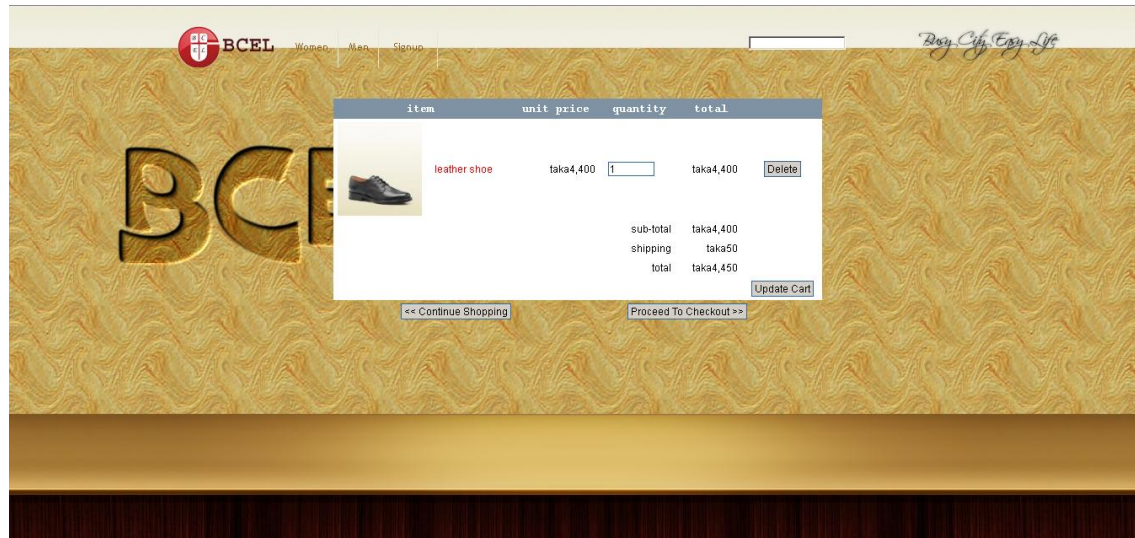 BCEL Women Men Signup Busy City, Easy Life
item unit price quantity total
BCE
leather shoe taka4,400 1 taka4,400 Delete
sub-total taka4,400
shipping taka50
total taka4,450
Update Cart
<< Continue Shopping Proceed To Checkout >>